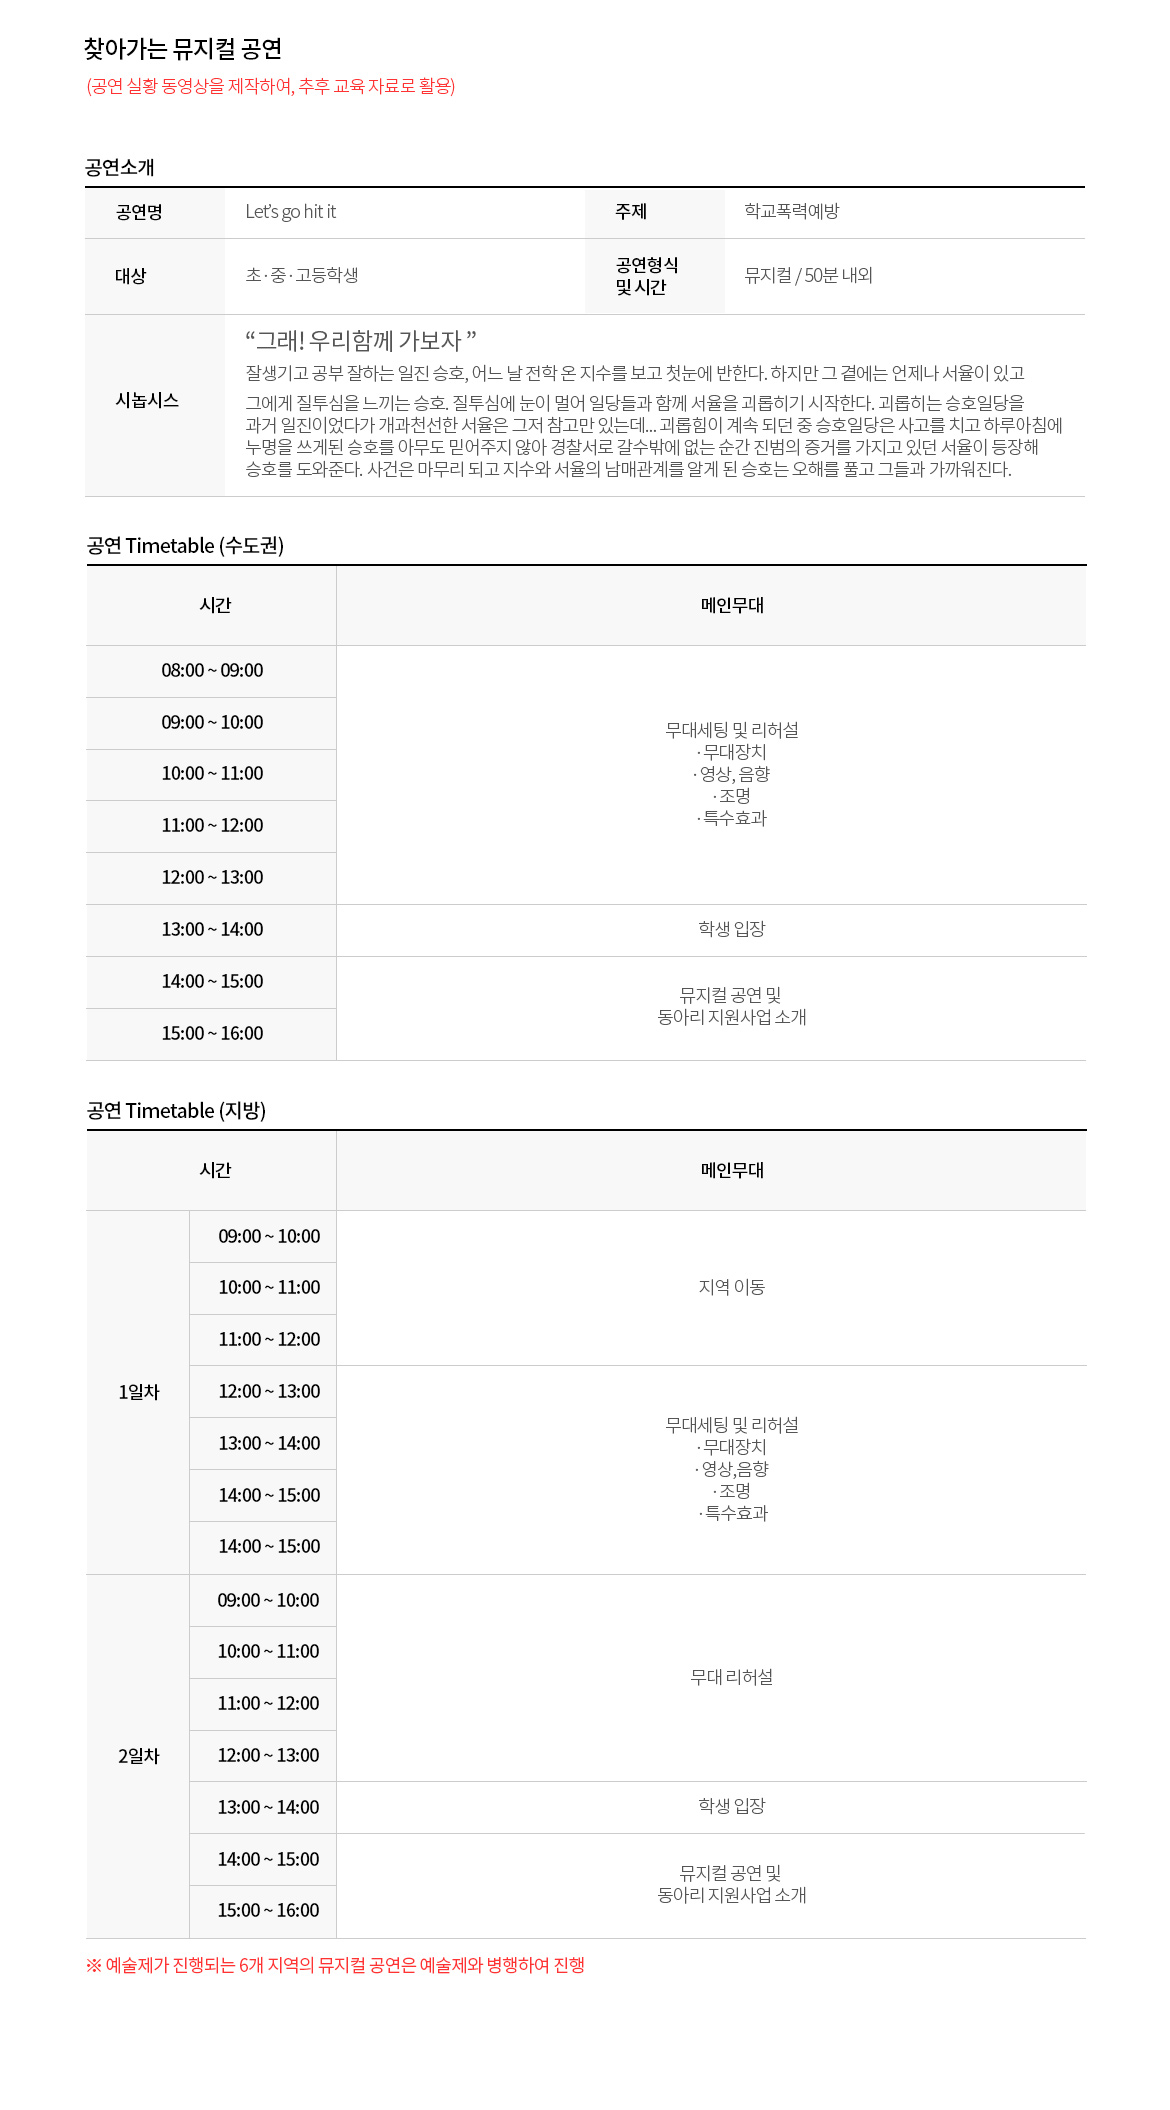 찾아가는 뮤지컬 공연
(공연 실황 동영상을 제작하여, 추후 교육 자료로 활용)
공연소개
공연명 Let's go hit it 주제 학교폭력예방
대상 초·중·고등학생 공연형식 및 시간 뮤지컬 / 50분 내외
시놉시스
“그래! 우리함께 가보자 ”
잘생기고 공부 잘하는 일진 승호, 어느 날 전학 온 지수를 보고 첫눈에 반한다. 하지만 그 곁에는 언제나 서율이 있고
그에게 질투심을 느끼는 승호. 질투심에 눈이 멀어 일당들과 함께 서율을 괴롭히기 시작한다. 괴롭히는 승호일당을
과거 일진이었다가 개과천선한 서율은 그저 참고만 있는데... 괴롭힘이 계속 되던 중 승호일당은 사고를 치고 하루아침에
누명을 쓰게된 승호를 아무도 믿어주지 않아 경찰서로 갈수밖에 없는 순간 진범의 증거를 가지고 있던 서율이 등장해
승호를 도와준다. 사건은 마무리 되고 지수와 서율의 남매관계를 알게 된 승호는 오해를 풀고 그들과 가까워진다.
공연 Timetable (수도권)
시간 메인무대
08:00 ~ 09:00
09:00 ~ 10:00
10:00 ~ 11:00
11:00 ~ 12:00
12:00 ~ 13:00
무대세팅 및 리허설
·무대장치
·영상, 음향
·조명
·특수효과
13:00 ~ 14:00 학생 입장
14:00 ~ 15:00
15:00 ~ 16:00
뮤지컬 공연 및
동아리 지원사업 소개
공연 Timetable (지방)
시간 메인무대
1일차
09:00 ~ 10:00
10:00 ~ 11:00
11:00 ~ 12:00
지역 이동
12:00 ~ 13:00
13:00 ~ 14:00
14:00 ~ 15:00
14:00 ~ 15:00
무대세팅 및 리허설
·무대장치
·영상,음향
·조명
·특수효과
2일차
09:00 ~ 10:00
10:00 ~ 11:00
11:00 ~ 12:00
12:00 ~ 13:00
무대 리허설
13:00 ~ 14:00 학생 입장
14:00 ~ 15:00
15:00 ~ 16:00
뮤지컬 공연 및
동아리 지원사업 소개
※ 예술제가 진행되는 6개 지역의 뮤지컬 공연은 예술제와 병행하여 진행